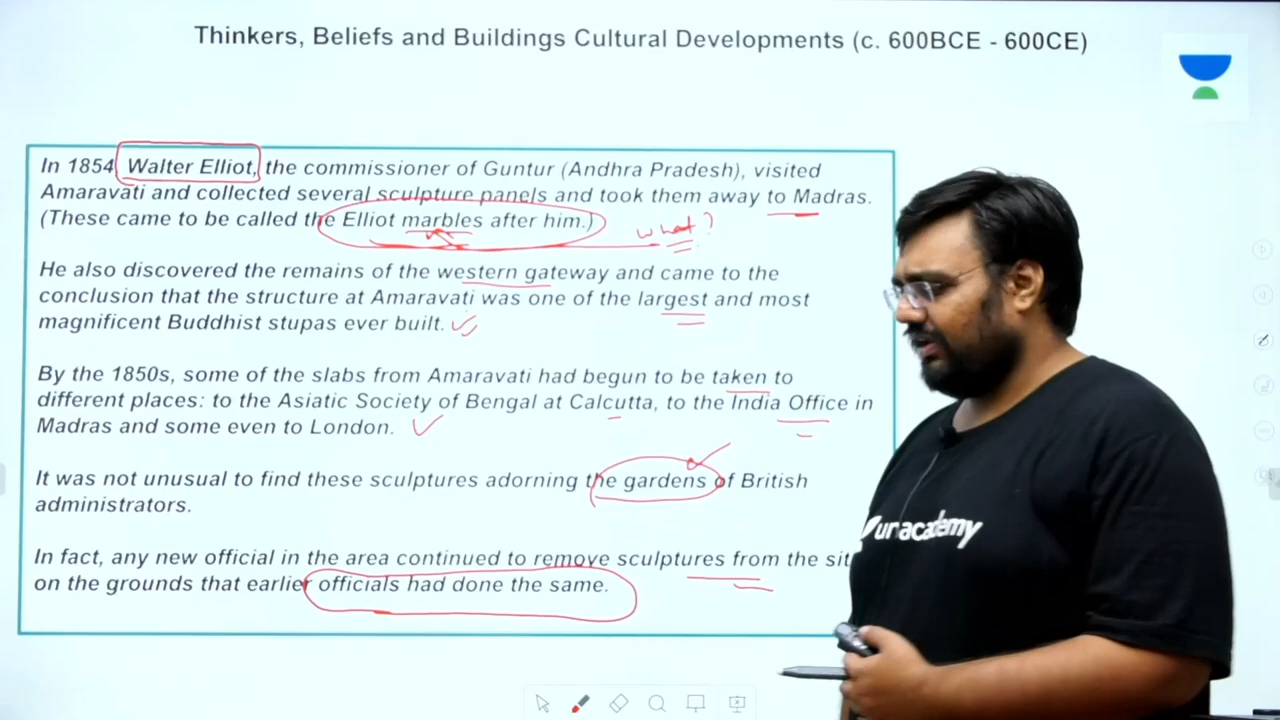 Thinkers, Beliefs and Buildings Cultural Developments (c. 600BCE - 600CE)
In 1854 Walter Elliot, the commissioner of Guntur (Andhra Pradesh), visited
Amaravati and collected several sculpture panels and took them away to Madras.
(These came to be called the Elliot marbles after him.)
what?
He also discovered the remains of the western gateway and came to the
conclusion that the structure at Amaravati was one of the largest and most
magnificent Buddhist stupas ever built.
By the 1850s, some of the slabs from Amaravati had begun to be taken to
different places: to the Asiatic Society of Bengal at Calcutta, to the India Office in
Madras and some even to London.
It was not unusual to find these sculptures adorning the gardens of British
administrators.
In fact, any new official in the area continued to remove sculptures from the sit
on the grounds that earlier officials had done the same.
unacademy